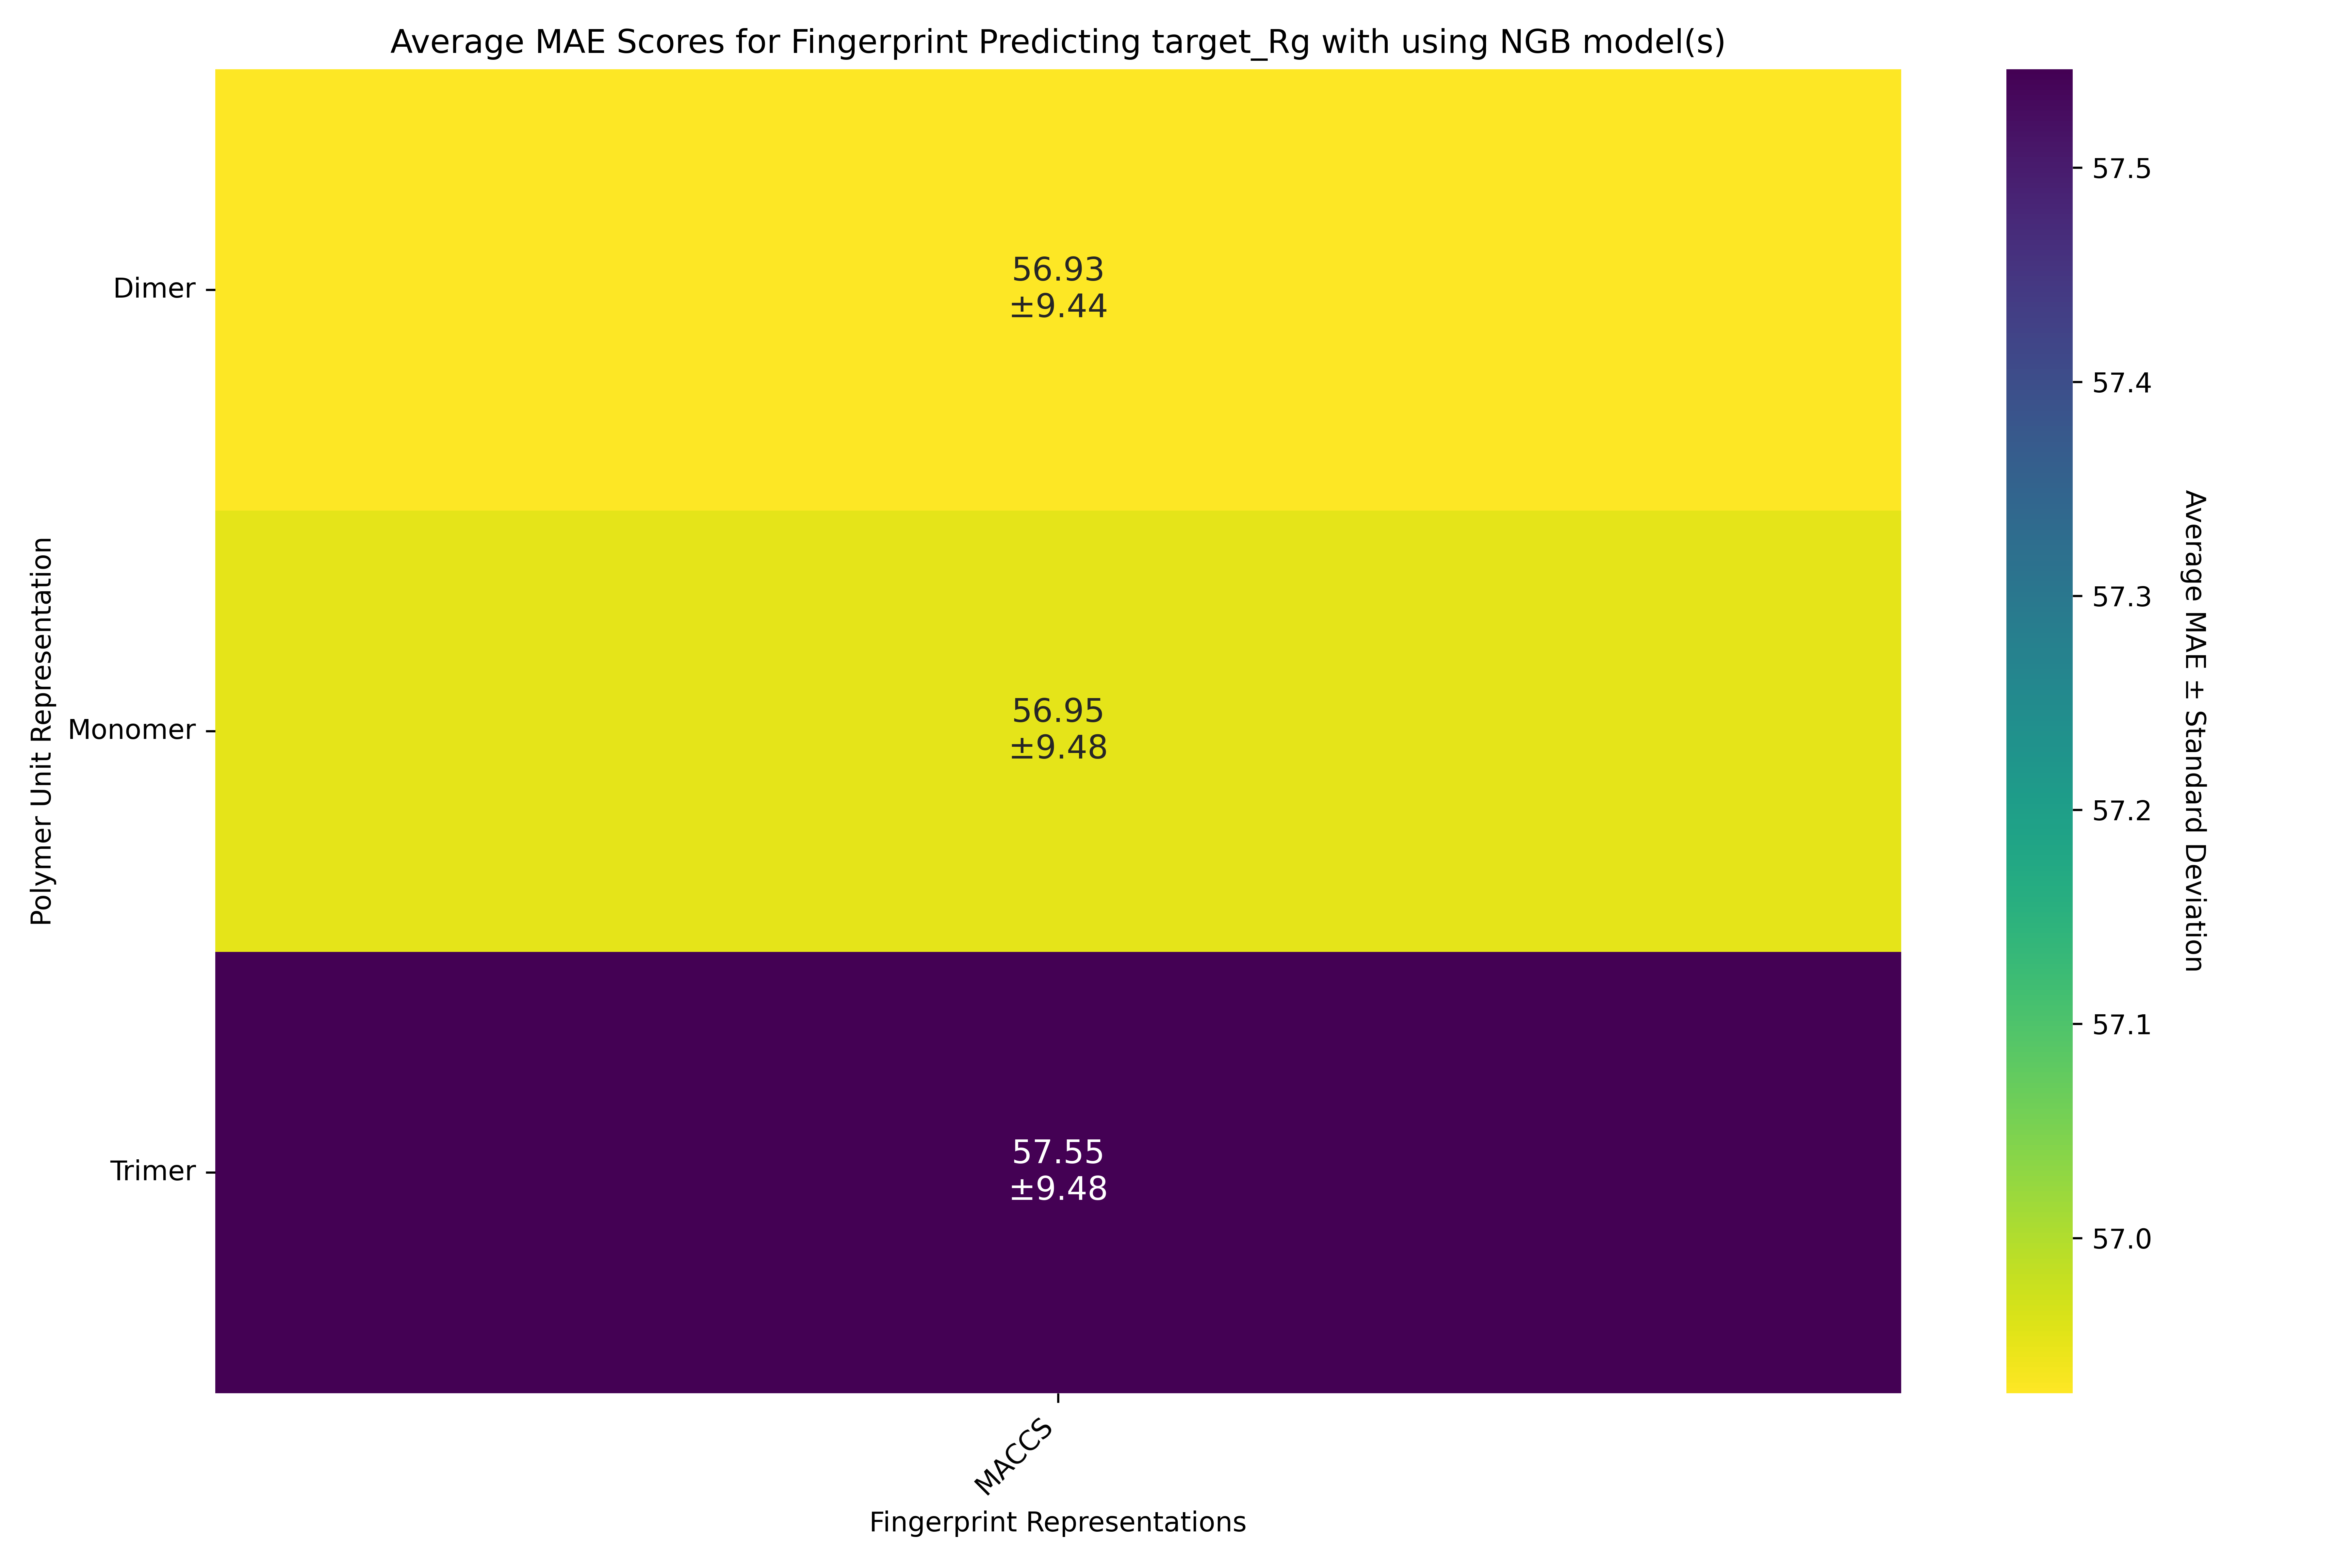 Average MAE Scores for Fingerprint Predicting target_Rg with using NGB model(s)
Polymer Unit Representation
Dimer
Monomer
Trimer
56.93
±9.44
56.95
±9.48
57.55
±9.48
MACCS
Fingerprint Representations
57.5
57.4
57.3
57.2
57.1
57.0
Average MAE ± Standard Deviation